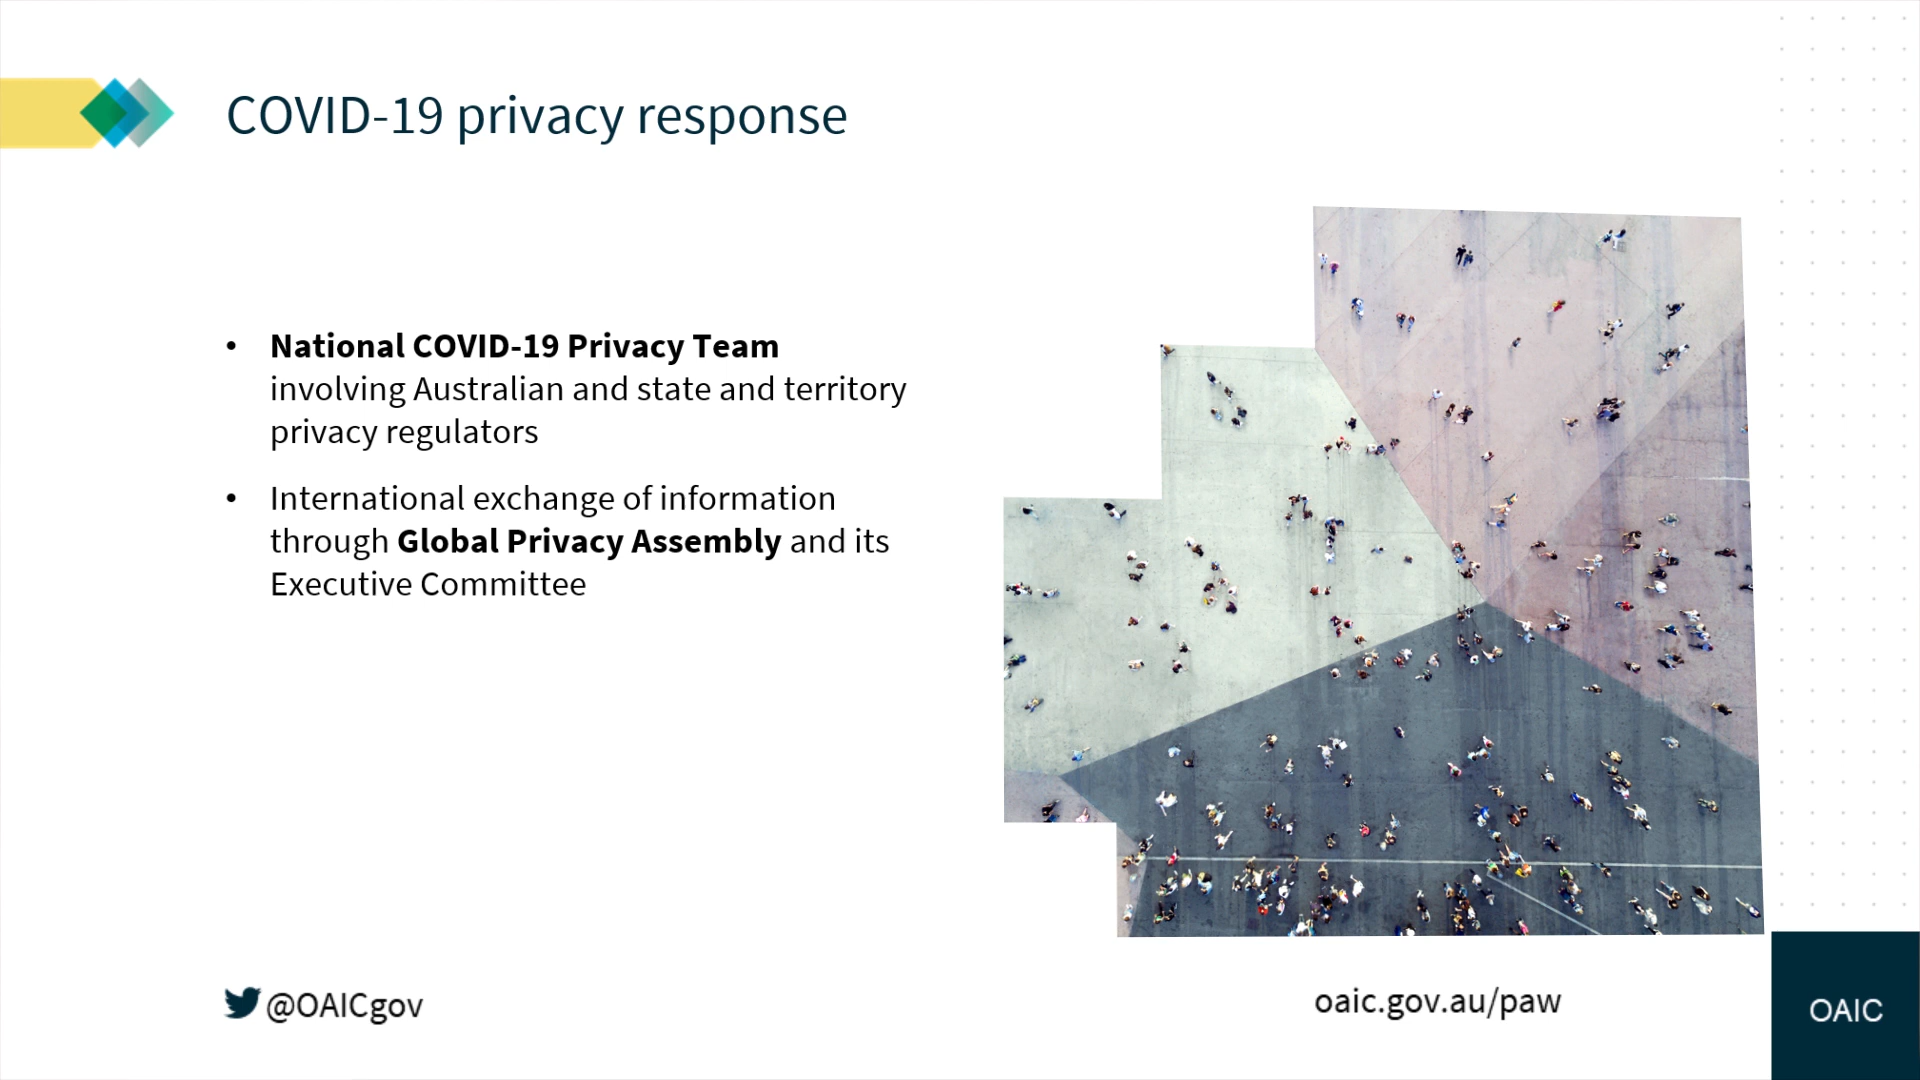 COVID-19 privacy response
• National COVID-19 Privacy Team
involving Australian and state and territory
privacy regulators
• International exchange of information
through Global Privacy Assembly and its
Executive Committee
@OAICgov
oaic.gov.au/paw
OAIC